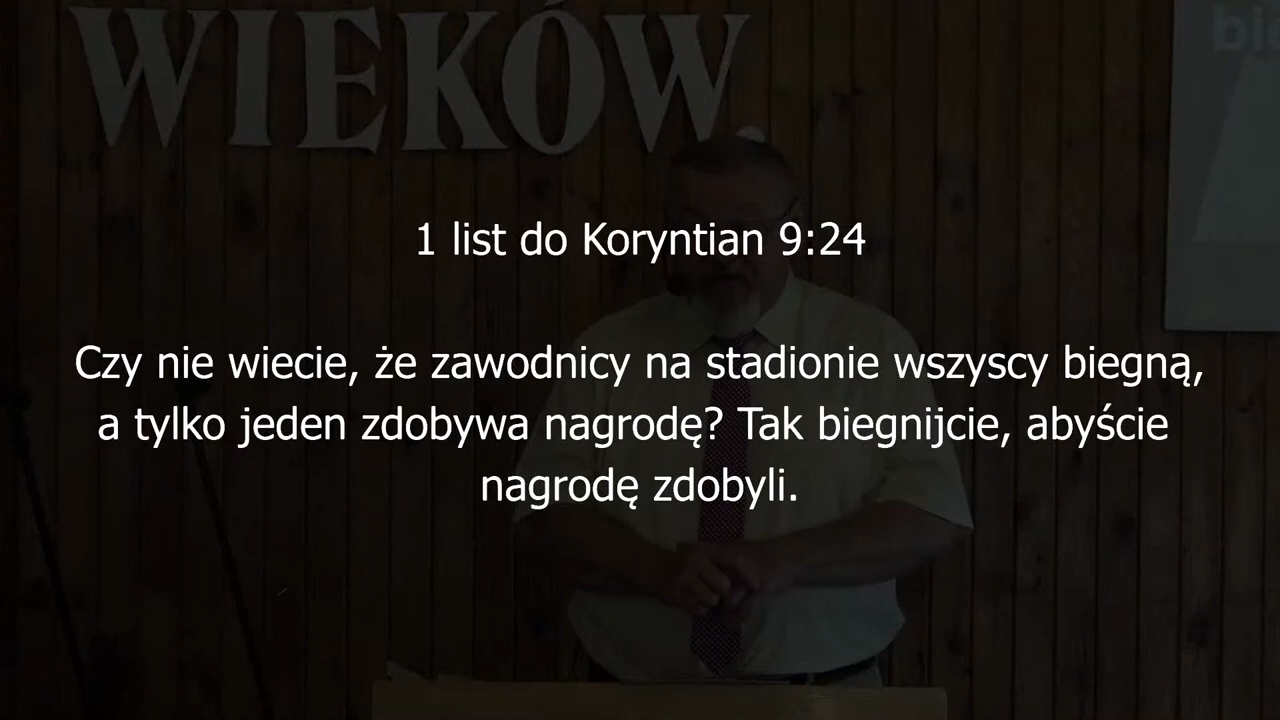 WIEKÓW.
bie
1 list do Koryntian 9:24
Czy nie wiecie, że zawodnicy na stadionie wszyscy biegną,
a tylko jeden zdobywa nagrodę? Tak biegnijcie, abyście
nagrodę zdobyli.